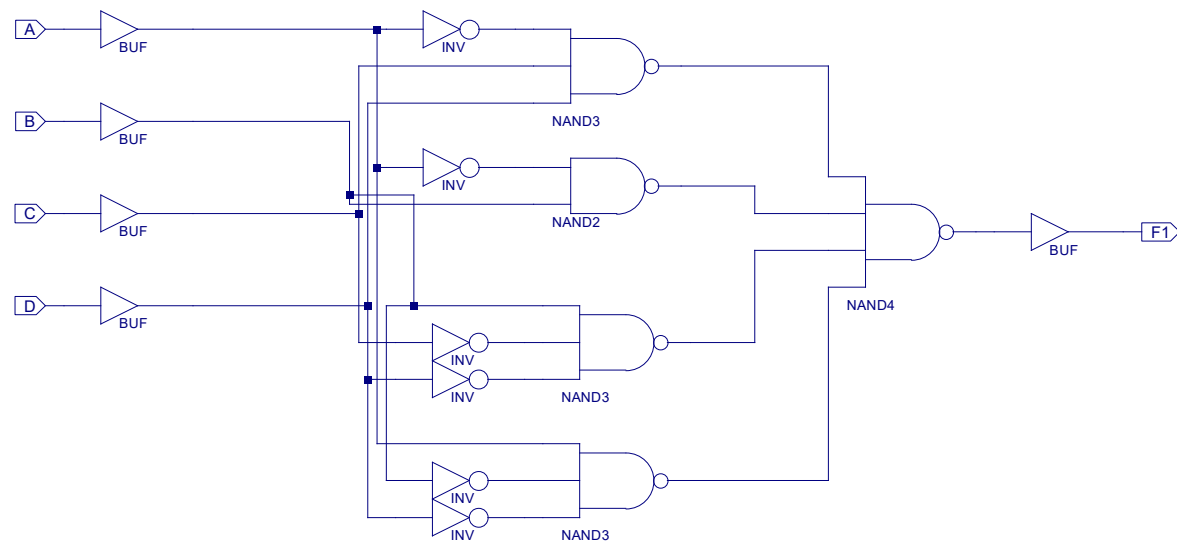 A
BUF
INV
NAND3
B
BUF
INV
NAND2
C
BUF
F1
BUF
D
BUF
NAND4
INV
INV
NAND3
INV
INV
NAND3